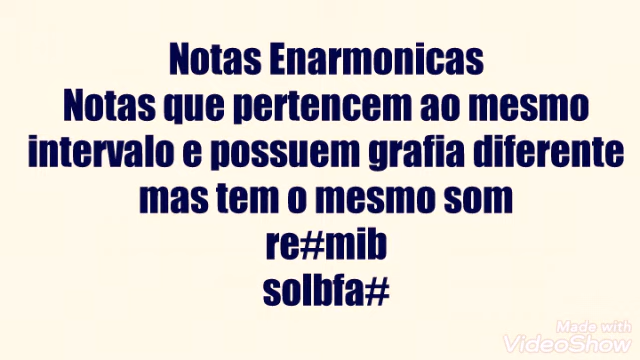 Notas Enarmonicas
Notas que pertencem ao mesmo
intervalo e possuem grafia diferente
mas tem o mesmo som
re#mib
solbfa#
Made with
VideoShow